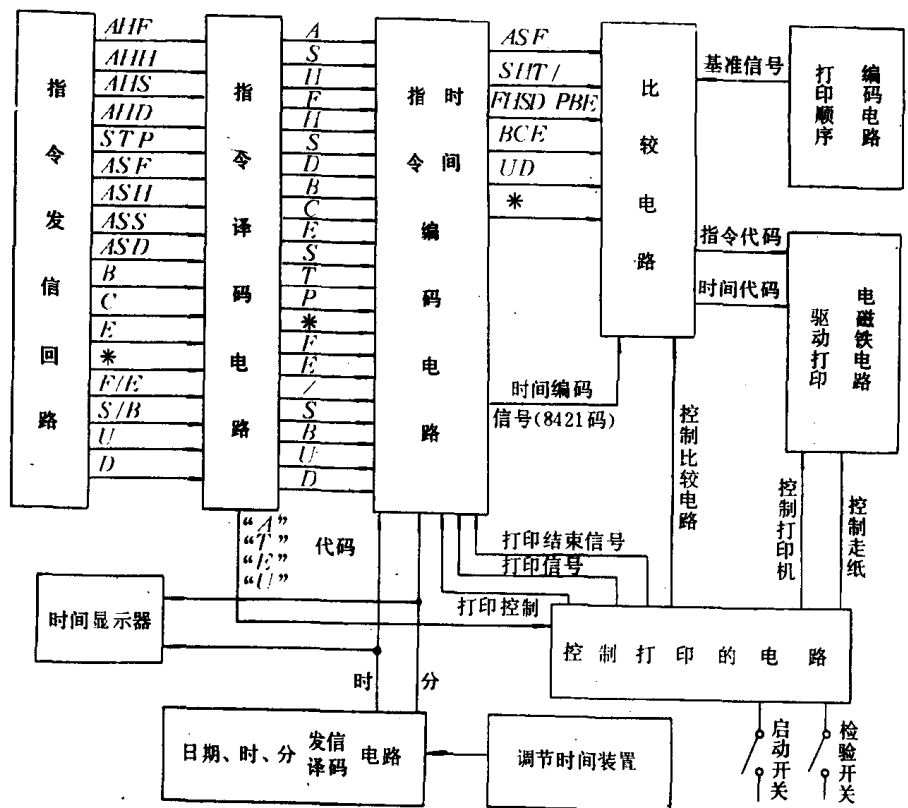 指令发信回路
AHF
AHH
AHS
AHD
STP
ASF
ASH
ASS
ASD
B
C
E
*
F/E
S/B
U
D
指令译码电路
A
S
H
F
H
S
D
B
C
E
S
T
P
*
F
E
/
S
B
U
D
指令时间编码电路
ASF
SHT/
FHSD PBE
BCE
UD
*
时间编码
信号(8421码)
比较电路
基准信号
打印顺序编码电路
指令代码
时间代码
驱动打印电磁铁电路
控制比较电路
控制打印机
控制走纸
“A”
“T”
“E”
“U”
代码
打印结束信号
打印信号
打印控制
时间显示器
控制打印的电路
时
分
日期、时、分发信译码电路
调节时间装置
启动开关
检验开关